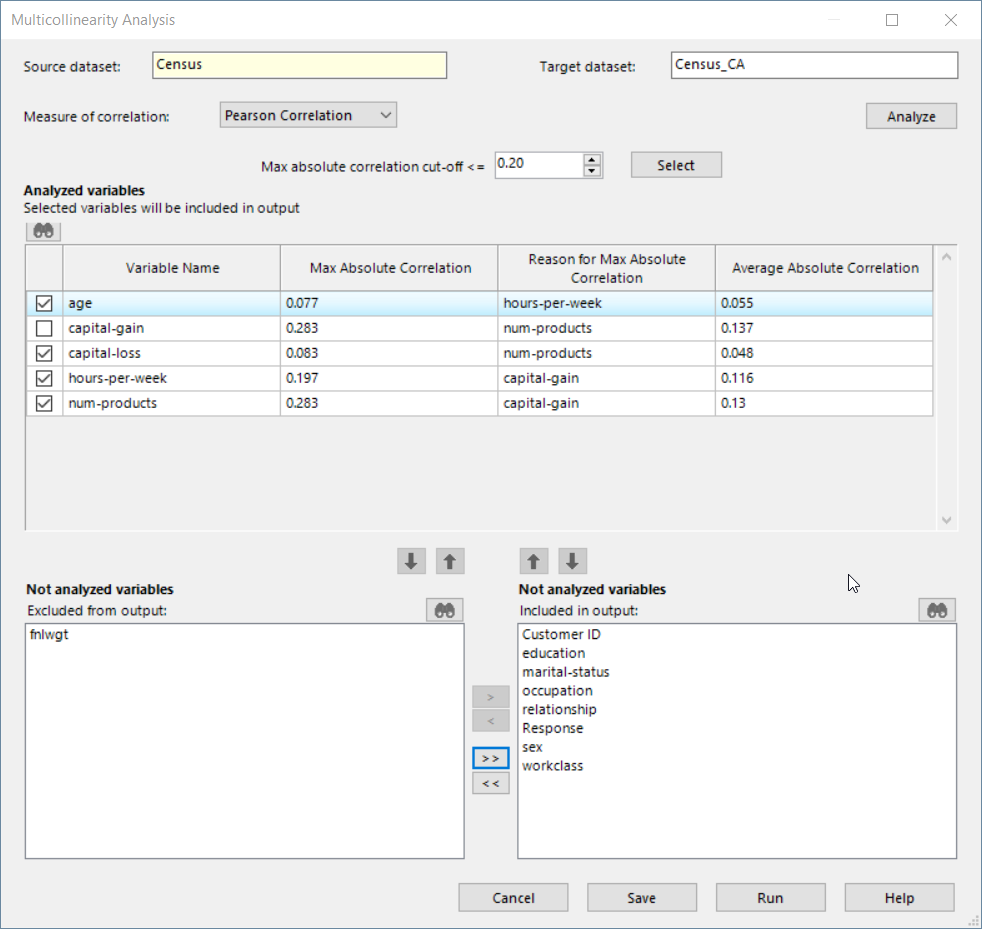 Multicollinearity Analysis
Source dataset: Census Target dataset: Census_CA
Measure of correlation: Pearson Correlation Analyze
Max absolute correlation cut-off <= 0.20 Select
Analyzed variables
Selected variables will be included in output
Variable Name Max Absolute Correlation Reason for Max Absolute Correlation Average Absolute Correlation
age 0.077 hours-per-week 0.055
capital-gain 0.283 num-products 0.137
capital-loss 0.083 num-products 0.048
hours-per-week 0.197 capital-gain 0.116
num-products 0.283 capital-gain 0.13
Not analyzed variables
Excluded from output:
fnlwgt
>
<
>>
<<
Not analyzed variables
Included in output:
Customer ID
education
marital-status
occupation
relationship
Response
sex
workclass
Cancel Save Run Help